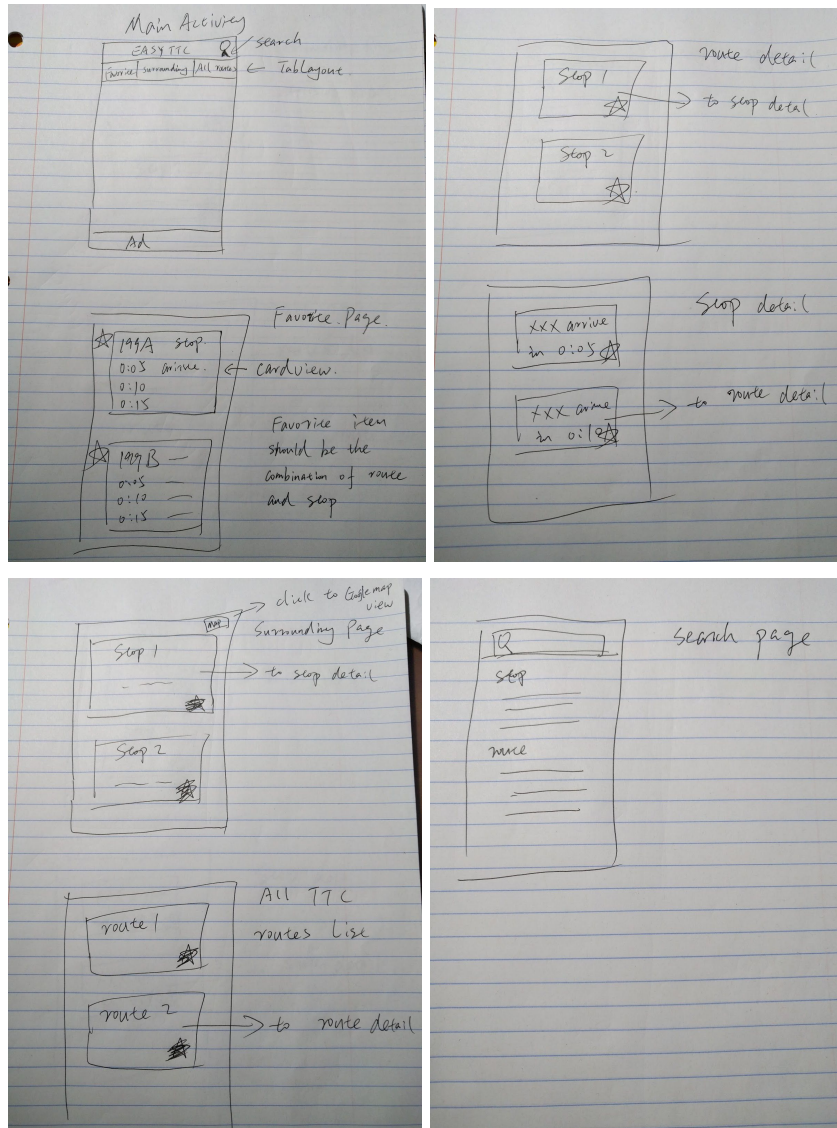 Main Activity
EASY TTC
search
Favorite Surrounding All routes
TabLayout
Ad
Favorite Page
199A stop
0:05 arrive.
0:10
0:15
cardview.
Favorite item
should be the
combination of route
and stop
199B
0:05
0:10
0:15
route detail
Stop 1
to stop detail
Stop 2
Stop detail
XXX arrive
in 0:05
XXX arrive
in 0:10
to route detail
click to Google map
view
map
Surrounding Page
Stop 1
to stop detail
Stop 2
All TTC
routes List
route 1
route 2
to route detail
search page
stop
route